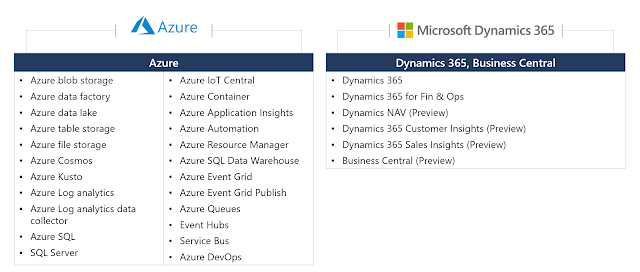 Azure
Microsoft Dynamics 365
Azure
• Azure blob storage
• Azure data factory
• Azure data lake
• Azure table storage
• Azure file storage
• Azure Cosmos
• Azure Kusto
• Azure Log analytics
• Azure Log analytics data
collector
• Azure SQL
• SQL Server
• Azure IoT Central
• Azure Container
• Azure Application Insights
• Azure Automation
• Azure Resource Manager
• Azure SQL Data Warehouse
• Azure Event Grid
• Azure Event Grid Publish
• Azure Queues
• Event Hubs
• Service Bus
• Azure DevOps
Dynamics 365, Business Central
• Dynamics 365
• Dynamics 365 for Fin & Ops
• Dynamics NAV (Preview)
• Dynamics 365 Customer Insights (Preview)
• Dynamics 365 Sales Insights (Preview)
• Business Central (Preview)